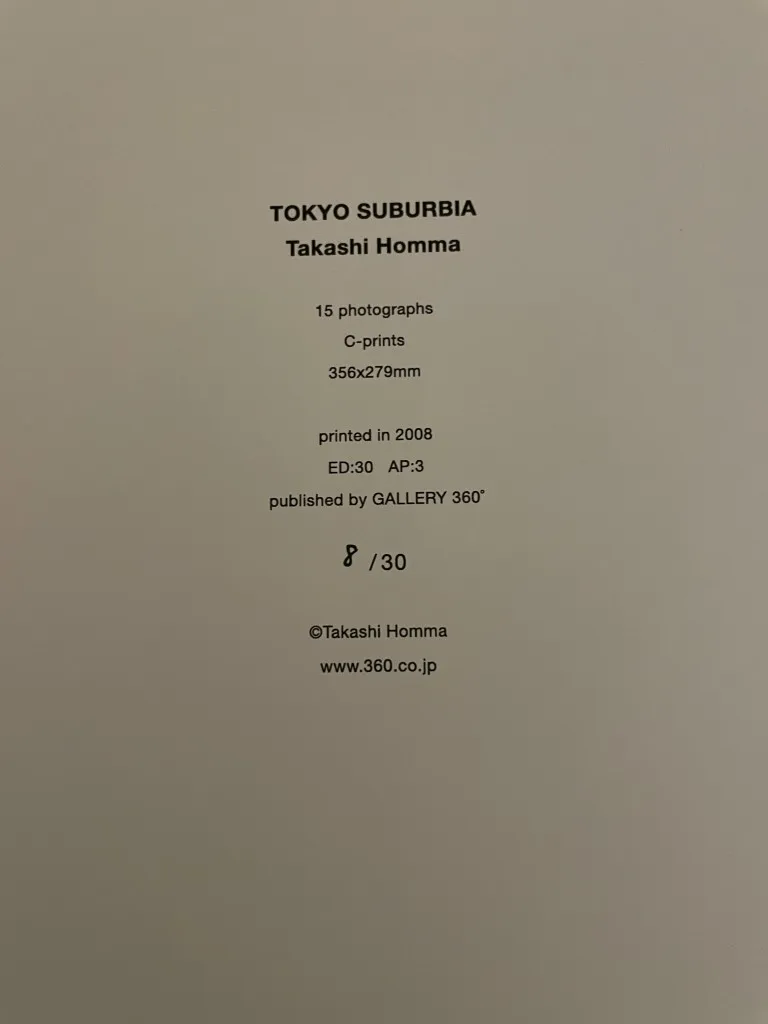 TOKYO SUBURBIA
Takashi Homma
15 photographs
C-prints
356x279mm
printed in 2008
ED:30 AP:3
published by GALLERY 360°
8 /30
©Takashi Homma
www.360.co.jp